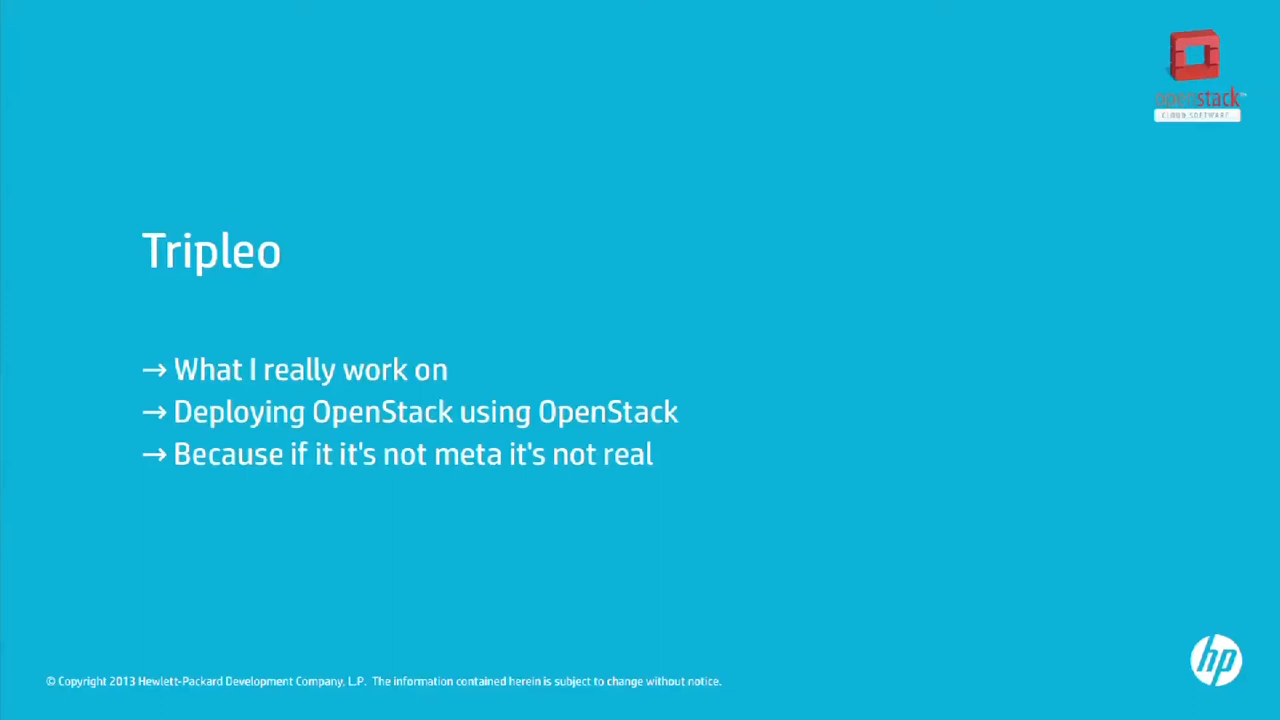 openstack
CLOUD SOFTWARE
Tripleo
→ What I really work on
→ Deploying OpenStack using OpenStack
→ Because if it it's not meta it's not real
hp
© Copyright 2013 Hewlett-Packard Development Company, L.P. The information contained herein is subject to change without notice.